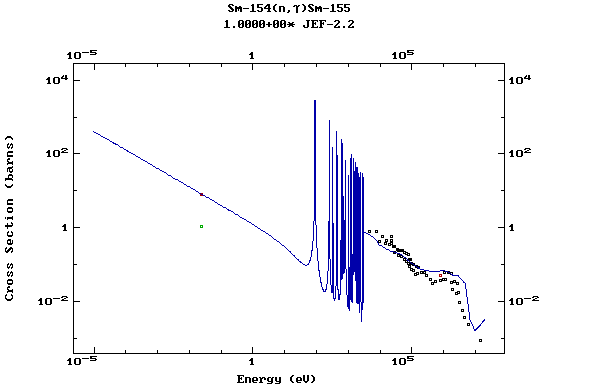 Sm-154(n,γ)Sm-155
1.0000+00* JEF-2.2
10⁻⁵ 1 10⁵
10⁴ 10⁴
10² 10²
1 1
10⁻² 10⁻²
10⁻⁵ 1 10⁵
Cross Section (barns)
Energy (eV)